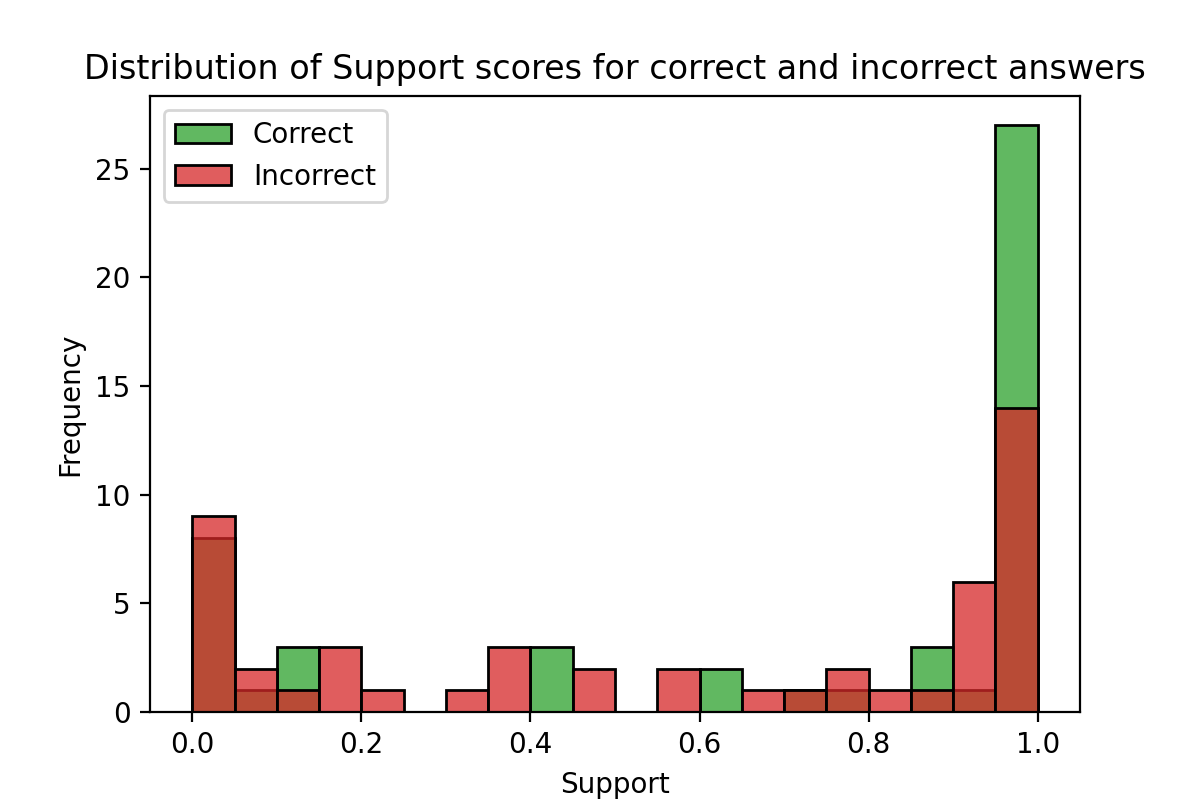 Distribution of Support scores for correct and incorrect answers
Correct
Incorrect
Frequency
25
20
15
10
5
0
0.0 0.2 0.4 0.6 0.8 1.0
Support